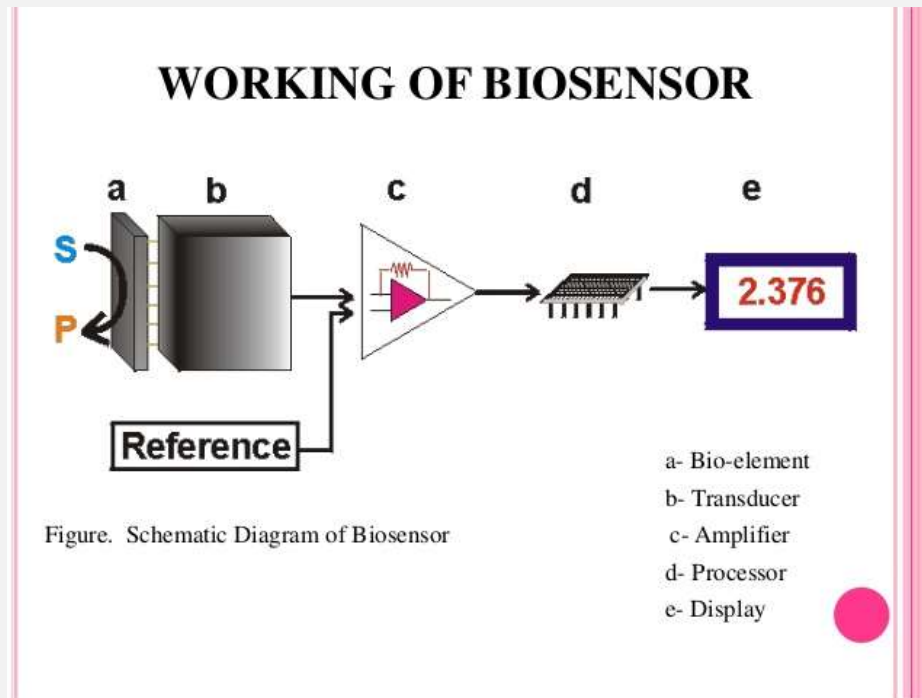 WORKING OF BIOSENSOR
a b c d e
S
P
2.376
Reference
a- Bio-element
b- Transducer
c- Amplifier
d- Processor
e- Display
Figure. Schematic Diagram of Biosensor